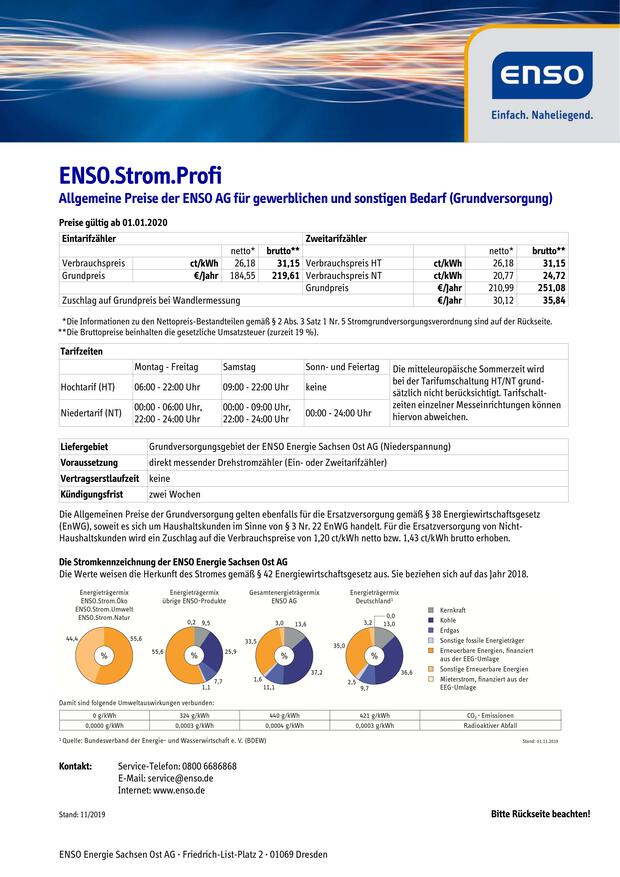 ENSO
Einfach. Naheliegend.
ENSO.Strom.Profi
Allgemeine Preise der ENSO AG für gewerblichen und sonstigen Bedarf (Grundversorgung)
Preise gültig ab 01.01.2020
Eintarifzähler Zweitarifzähler
netto* brutto** netto* brutto**
Verbrauchspreis ct/kWh 26,18 31,15 Verbrauchspreis HT ct/kWh 26,18 31,15
Grundpreis €/Jahr 184,55 219,61 Verbrauchspreis NT ct/kWh 20,77 24,72
Grundpreis €/Jahr 210,99 251,08
Zuschlag auf Grundpreis bei Wandlermessung €/Jahr 30,12 35,84
*Die Informationen zu den Nettopreis-Bestandteilen gemäß § 2 Abs. 3 Satz 1 Nr. 5 Stromgrundversorgungsverordnung sind auf der Rückseite.
**Die Bruttopreise beinhalten die gesetzliche Umsatzsteuer (zurzeit 19 %).
Tarifzeiten
Montag - Freitag Samstag Sonn- und Feiertag
Hochtarif (HT) 06:00 - 22:00 Uhr 09:00 - 22:00 Uhr keine
Niedertarif (NT) 00:00 - 06:00 Uhr, 00:00 - 09:00 Uhr, 00:00 - 24:00 Uhr
22:00 - 24:00 Uhr 22:00 - 24:00 Uhr
Die mitteleuropäische Sommerzeit wird
bei der Tarifumschaltung HT/NT grund-
sätzlich nicht berücksichtigt. Tarifschalt-
zeiten einzelner Messeinrichtungen können
hiervon abweichen.
Liefergebiet Grundversorgungsgebiet der ENSO Energie Sachsen Ost AG (Niederspannung)
Voraussetzung direkt messender Drehstromzähler (Ein- oder Zweitarifzähler)
Vertragserstlaufzeit keine
Kündigungsfrist zwei Wochen
Die Allgemeinen Preise der Grundversorgung gelten ebenfalls für die Ersatzversorgung gemäß § 38 Energiewirtschaftsgesetz
(EnWG), soweit es sich um Haushaltskunden im Sinne von § 3 Nr. 22 EnWG handelt. Für die Ersatzversorgung von Nicht-
Haushaltskunden wird ein Zuschlag auf die Verbrauchspreise von 1,20 ct/kWh netto bzw. 1,43 ct/kWh brutto erhoben.
Die Stromkennzeichnung der ENSO Energie Sachsen Ost AG
Die Werte weisen die Herkunft des Stromes gemäß § 42 Energiewirtschaftsgesetz aus. Sie beziehen sich auf das Jahr 2018.
Energieträgermix
ENSO.Strom.Öko
ENSO.Strom.Umwelt
ENSO.Strom.Natur
44,4 55,6
%
Energieträgermix
übrige ENSO-Produkte
0,2 9,5
55,6 25,9
%
7,7
1,1
Gesamtenergieträgermix
ENSO AG
3,0 13,6
33,5
%
37,2
1,6
11,1
Energieträgermix
Deutschland¹
0,0
3,2 13,0
35,0
%
36,6
2,5
9,7
Kernkraft
Kohle
Erdgas
Sonstige fossile Energieträger
Erneuerbare Energien, finanziert
aus der EEG-Umlage
Sonstige Erneuerbare Energien
Mieterstrom, finanziert aus der
EEG-Umlage
Damit sind folgende Umweltauswirkungen verbunden:
0 g/kWh 324 g/kWh 440 g/kWh 421 g/kWh CO₂- Emissionen
0,0000 g/kWh 0,0003 g/kWh 0,0004 g/kWh 0,0003 g/kWh Radioaktiver Abfall
¹ Quelle: Bundesverband der Energie- und Wasserwirtschaft e. V. (BDEW) Stand: 01.11.2019
Kontakt: Service-Telefon: 0800 6686868
E-Mail: service@enso.de
Internet: www.enso.de
Stand: 11/2019 Bitte Rückseite beachten!
ENSO Energie Sachsen Ost AG · Friedrich-List-Platz 2 · 01069 Dresden